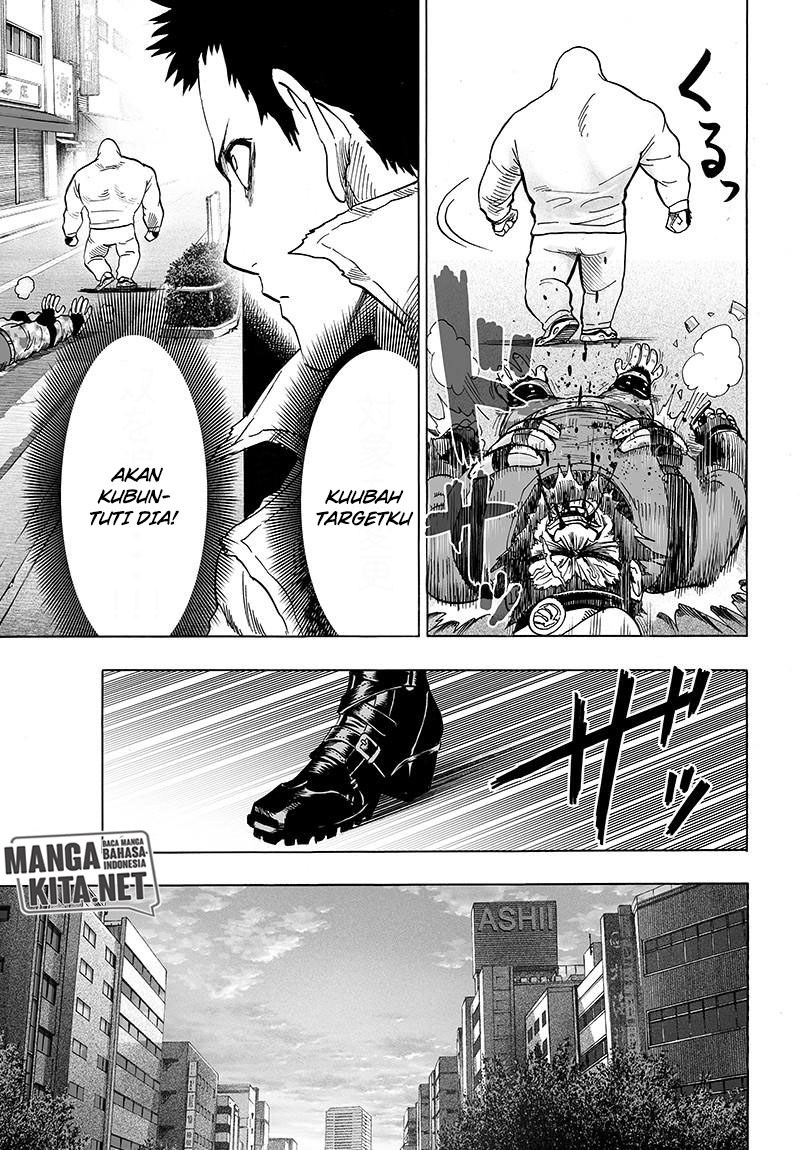 くるっ
KUUBAH
TARGETKU
AKAN
KUBUN-
TUTI DIA!
ザッ
MANGA
KITA.NET
BACA MANGA
BAHASA
INDONESIA
ASHII